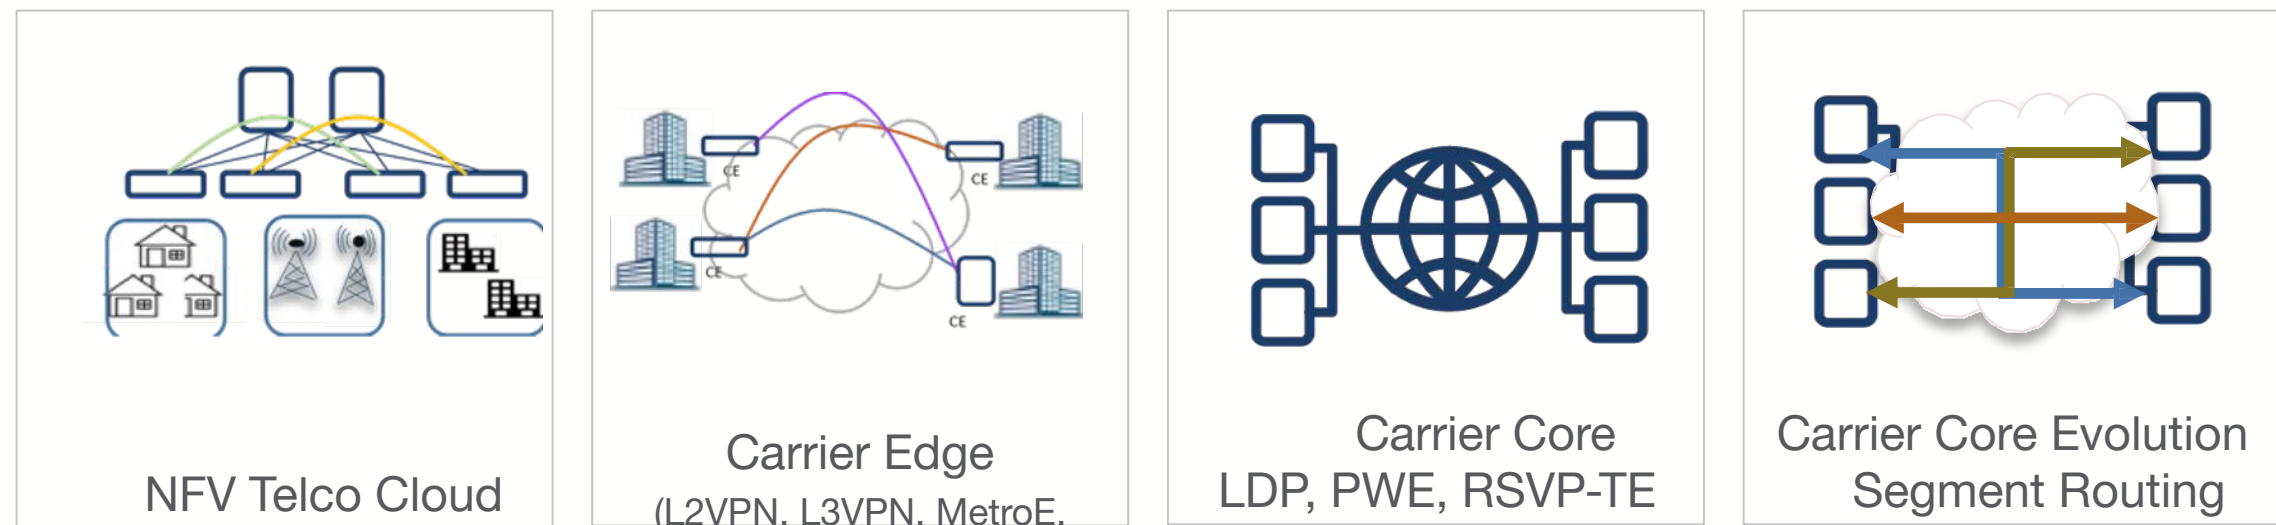 CE
CE
CE
CE
NFV Telco Cloud
Carrier Edge
(L2VPN, L3VPN, MetroE,
Carrier Core
LDP, PWE, RSVP-TE
Carrier Core Evolution
Segment Routing